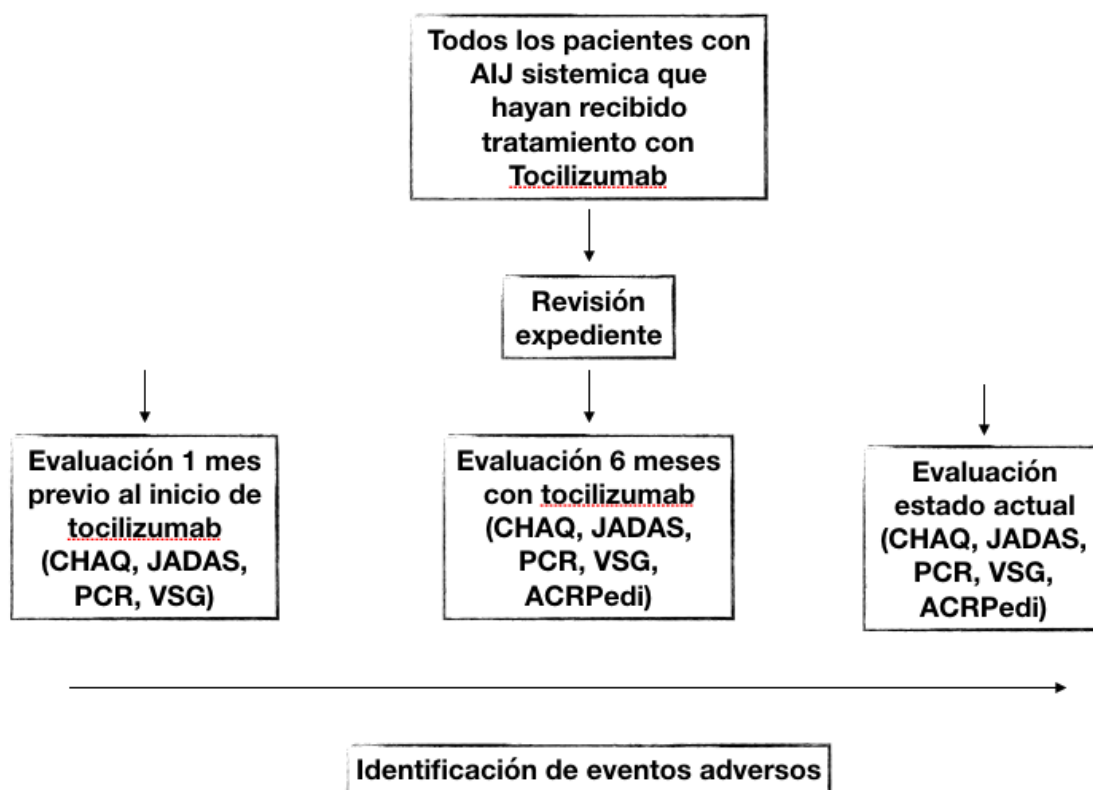 Todos los pacientes con
AIJ sistemica que
hayan recibido
tratamiento con
Tocilizumab
Revisión
expediente
Evaluación 1 mes
previo al inicio de
tocilizumab
(CHAQ, JADAS,
PCR, VSG)
Evaluación 6 meses
con tocilizumab
(CHAQ, JADAS,
PCR, VSG,
ACRPedi)
Evaluación
estado actual
(CHAQ, JADAS,
PCR, VSG,
ACRPedi)
Identificación de eventos adversos